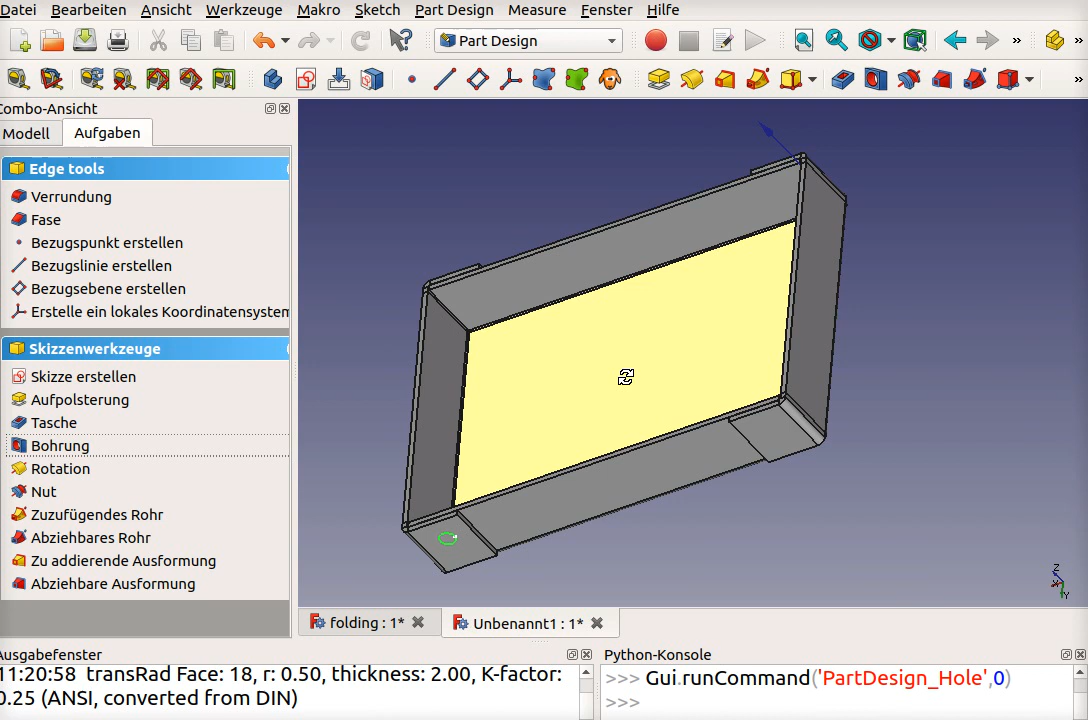 Datei Bearbeiten Ansicht Werkzeuge Makro Sketch Part Design Measure Fenster Hilfe
Part Design
Combo-Ansicht
Modell Aufgaben
Edge tools
Verrundung
Fase
Bezugspunkt erstellen
Bezugslinie erstellen
Bezugsebene erstellen
Erstelle ein lokales Koordinatensystem
Skizzenwerkzeuge
Skizze erstellen
Aufpolsterung
Tasche
Bohrung
Rotation
Nut
Zuzufügendes Rohr
Abziehbares Rohr
Zu addierende Ausformung
Abziehbare Ausformung
Z
X
Y
folding : 1* Unbenannt1 : 1*
Ausgabefenster
11:20:58 transRad Face: 18, r: 0.50, thickness: 2.00, K-factor:
0.25 (ANSI, converted from DIN)
Python-Konsole
>>> Gui.runCommand('PartDesign_Hole',0)
>>>